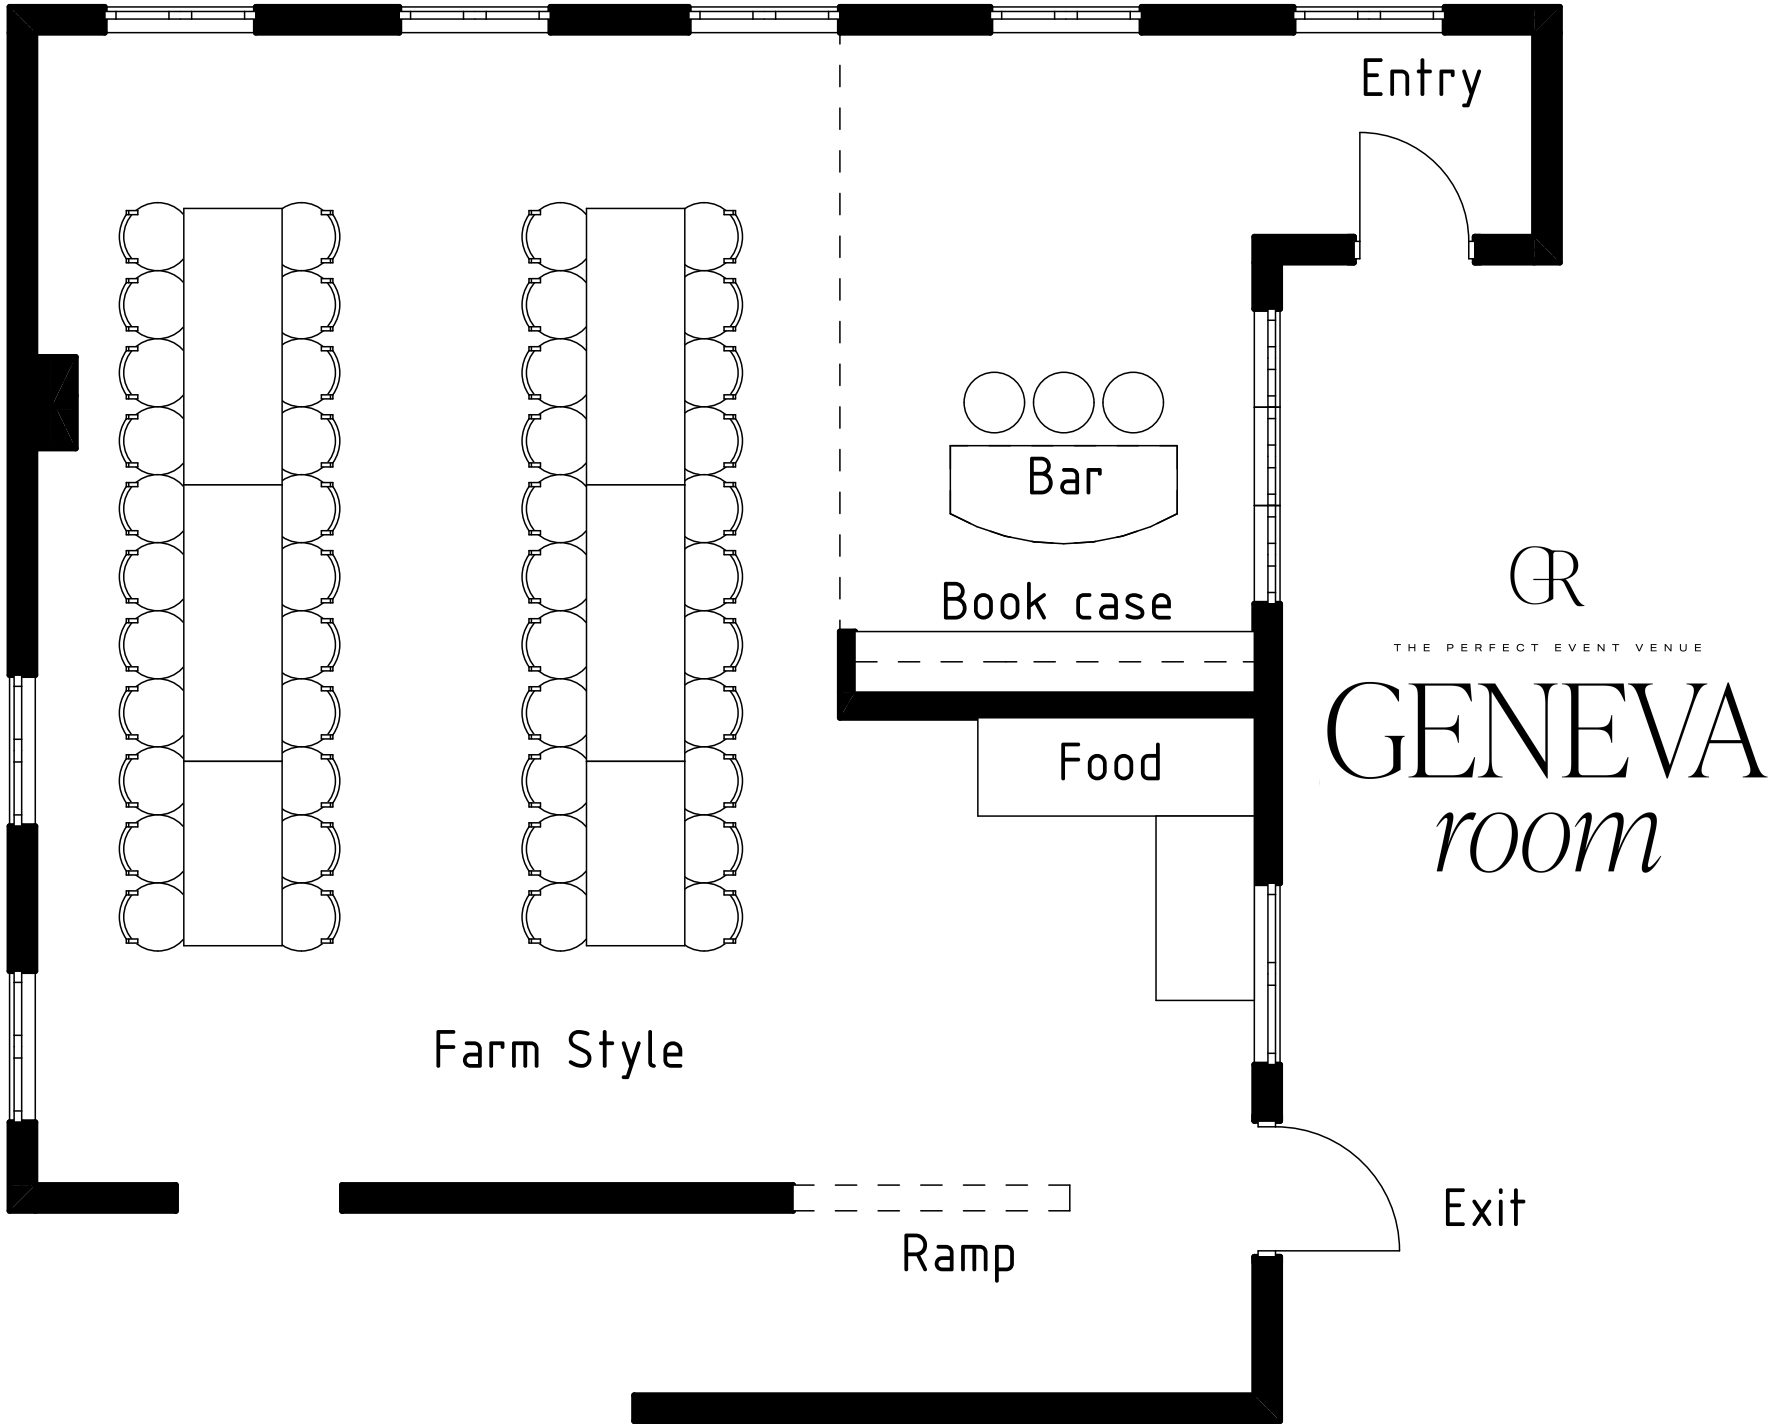 Entry
Bar
Book case
GR
THE PERFECT EVENT VENUE
GENEVA
room
Food
Farm Style
Exit
Ramp